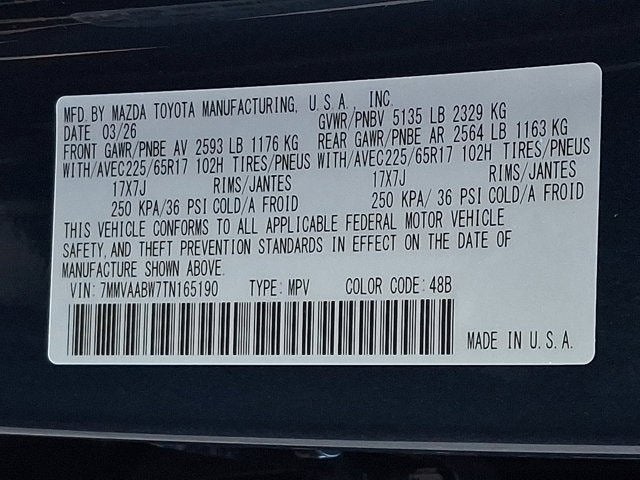 MFD. BY MAZDA TOYOTA MANUFACTURING, U.S.A., INC.
DATE 03/26 GVWR/PNBV 5135 LB 2329 KG
FRONT GAWR/PNBE AV 2593 LB 1176 KG REAR GAWR/PNBE AR 2564 LB 1163 KG
WITH/AVEC225/65R17 102H TIRES/PNEUS WITH/AVEC225/65R17 102H TIRES/PNEUS
17X7J RIMS/JANTES 17X7J RIMS/JANTES
250 KPA/36 PSI COLD/A FROID 250 KPA/ 36 PSI COLD/A FROID
THIS VEHICLE CONFORMS TO ALL APPLICABLE FEDERAL MOTOR VEHICLE
SAFETY, AND THEFT PREVENTION STANDARDS IN EFFECT ON THE DATE OF
MANUFACTURE SHOWN ABOVE.
VIN: 7MMVAABW7TN165190 TYPE: MPV COLOR CODE: 48B
MADE IN U.S.A.